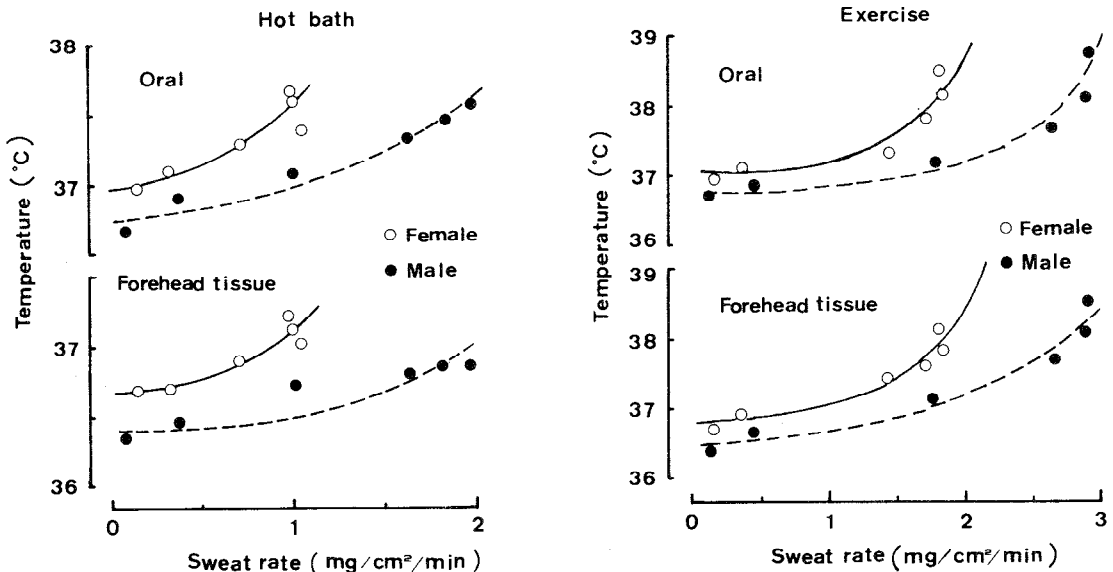 Hot bath
38
Oral
37
Temperature (°C)
○ Female
● Male
Forehead tissue
37
36
0 1 2
Sweat rate (mg/cm²/min)
Exercise
39
Oral
38
37
36
Temperature (°C)
○ Female
● Male
39
Forehead tissue
38
37
36
0 1 2 3
Sweat rate (mg/cm²/min)